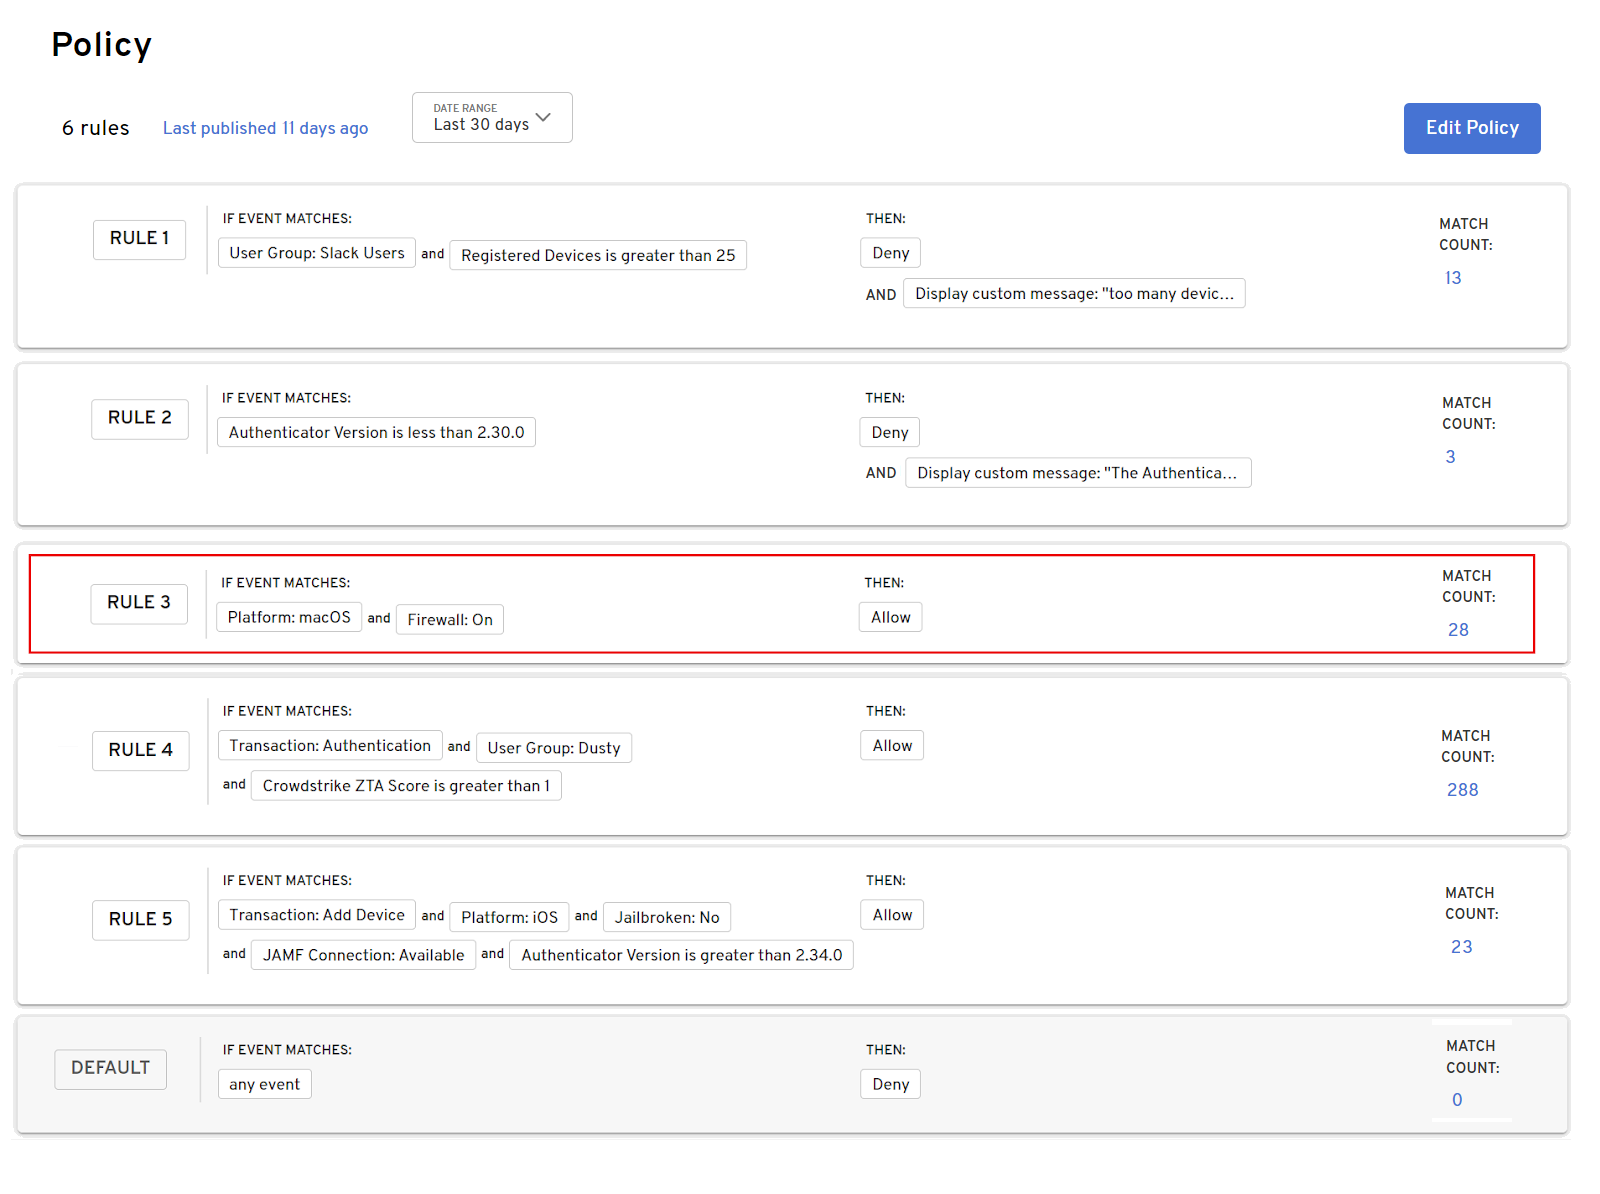 Policy
6 rules Last published 11 days ago DATE RANGE
Last 30 days
Edit Policy
RULE 1
IF EVENT MATCHES:
User Group: Slack Users and Registered Devices is greater than 25
THEN:
Deny
AND Display custom message: "too many devic...
MATCH
COUNT:
13
RULE 2
IF EVENT MATCHES:
Authenticator Version is less than 2.30.0
THEN:
Deny
AND Display custom message: "The Authentica...
MATCH
COUNT:
3
RULE 3
IF EVENT MATCHES:
Platform: macOS and Firewall: On
THEN:
Allow
MATCH
COUNT:
28
RULE 4
IF EVENT MATCHES:
Transaction: Authentication and User Group: Dusty
and Crowdstrike ZTA Score is greater than 1
THEN:
Allow
MATCH
COUNT:
288
RULE 5
IF EVENT MATCHES:
Transaction: Add Device and Platform: iOS and Jailbroken: No
and JAMF Connection: Available and Authenticator Version is greater than 2.34.0
THEN:
Allow
MATCH
COUNT:
23
DEFAULT
IF EVENT MATCHES:
any event
THEN:
Deny
MATCH
COUNT:
0